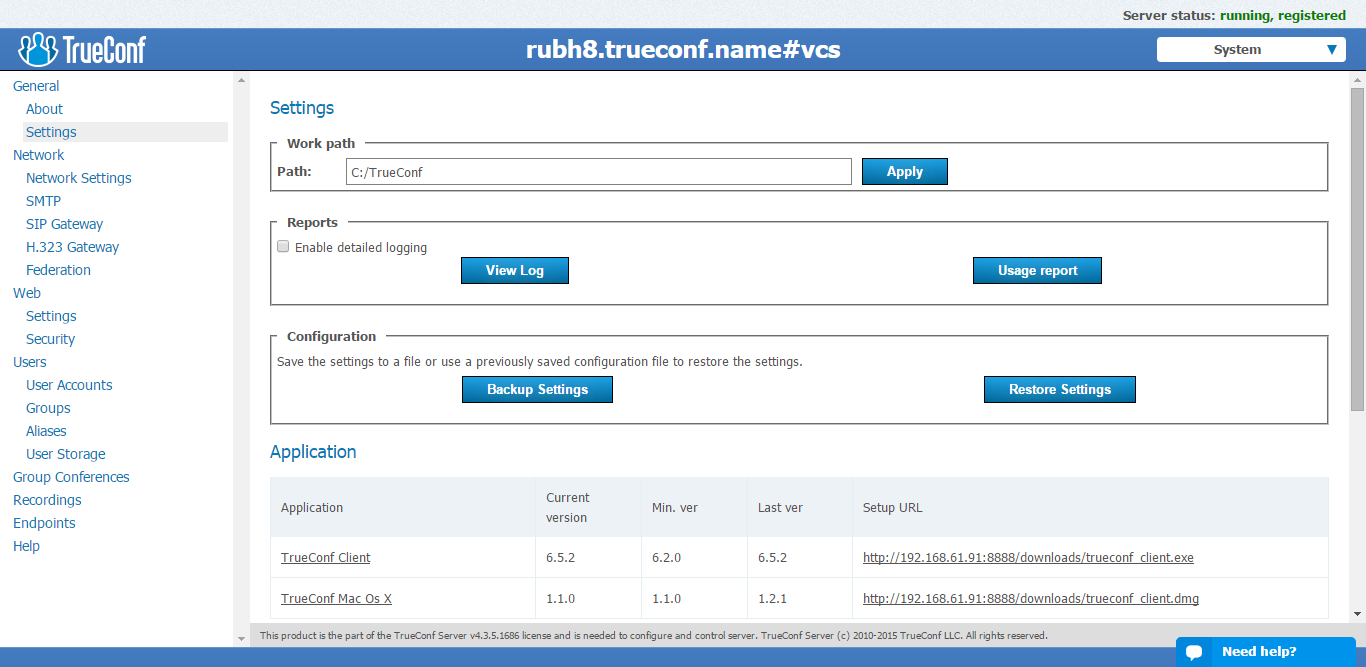 Server status: running, registered
TrueConf
rubh8.trueconf.name#vcs
System
General
About
Settings
Network
Network Settings
SMTP
SIP Gateway
H.323 Gateway
Federation
Web
Settings
Security
Users
User Accounts
Groups
Aliases
User Storage
Group Conferences
Recordings
Endpoints
Help
Settings
Work path
Path: C:/TrueConf Apply
Reports
Enable detailed logging
View Log Usage report
Configuration
Save the settings to a file or use a previously saved configuration file to restore the settings.
Backup Settings Restore Settings
Application
Application Current version Min. ver Last ver Setup URL
TrueConf Client 6.5.2 6.2.0 6.5.2 http://192.168.61.91:8888/downloads/trueconf_client.exe
TrueConf Mac Os X 1.1.0 1.1.0 1.2.1 http://192.168.61.91:8888/downloads/trueconf_client.dmg
This product is the part of the TrueConf Server v4.3.5.1686 license and is needed to configure and control server. TrueConf Server (c) 2010-2015 TrueConf LLC. All rights reserved.
Need help?